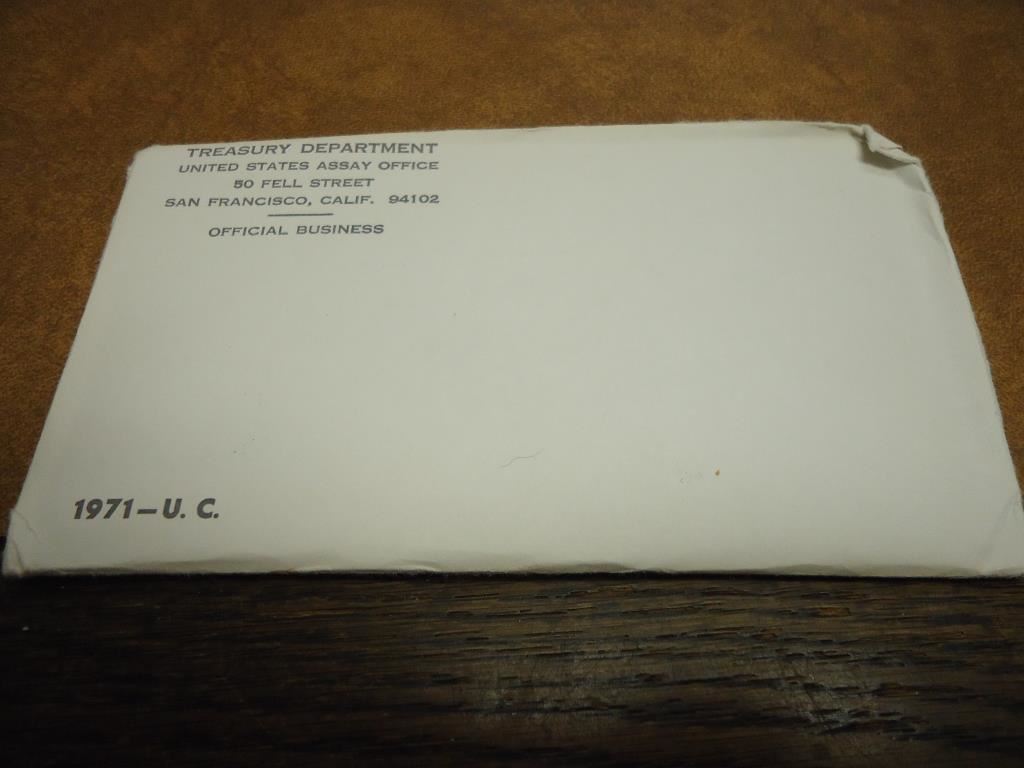 TREASURY DEPARTMENT
UNITED STATES ASSAY OFFICE
50 FELL STREET
SAN FRANCISCO, CALIF. 94102
OFFICIAL BUSINESS
1971-U. C.